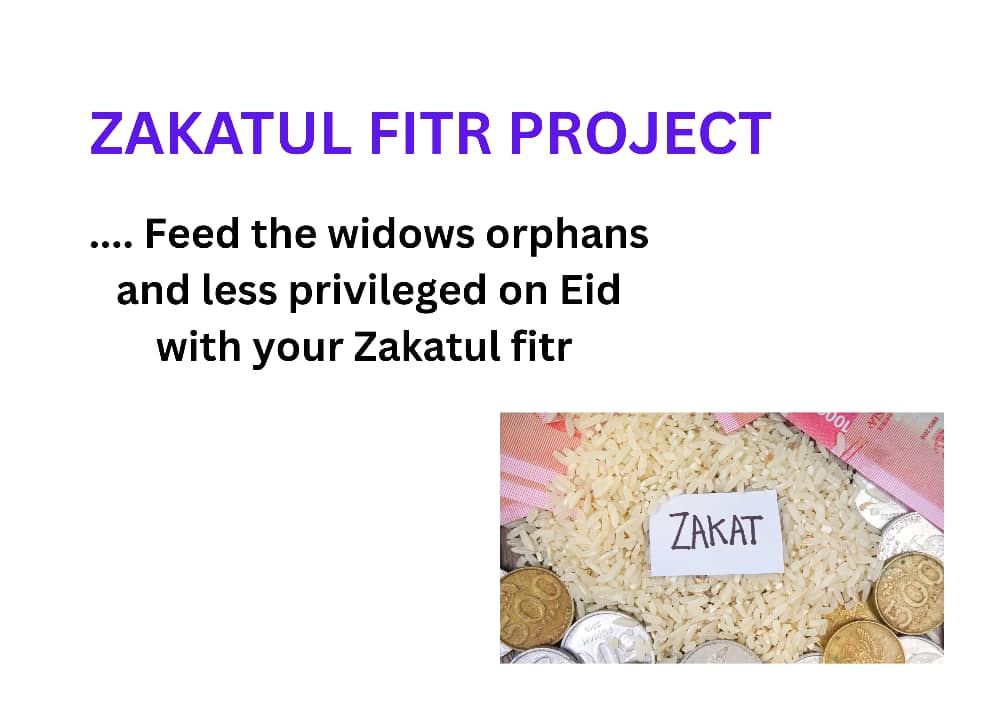 ZAKATUL FITR PROJECT
.... Feed the widows orphans
and less privileged on Eid
with your Zakatul fitr
ZAKAT